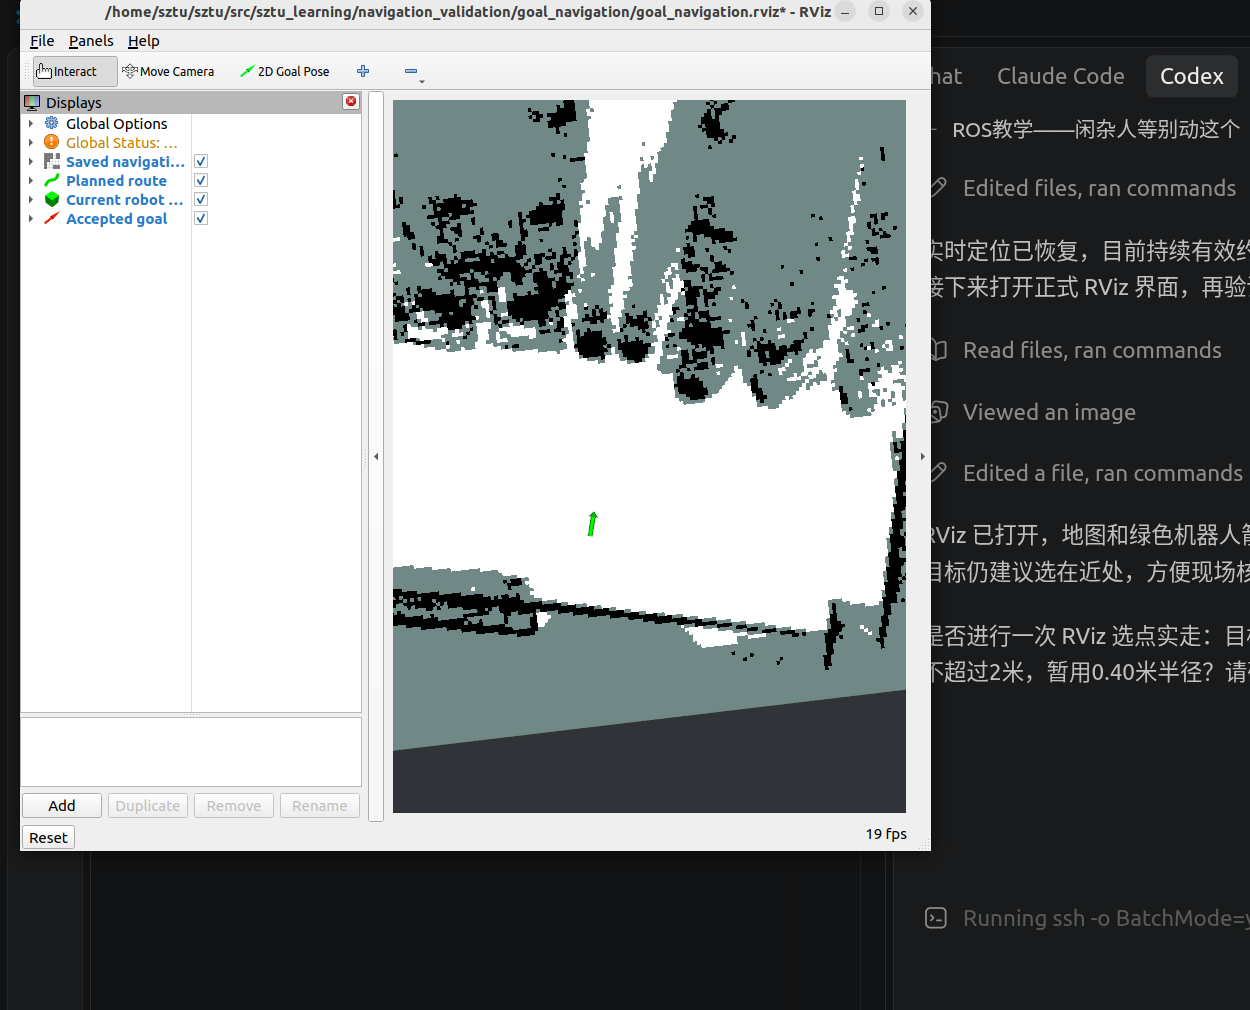 /home/sztu/sztu/src/sztu_learning/navigation_validation/goal_navigation/goal_navigation.rviz* - RViz
File Panels Help
Interact Move Camera 2D Goal Pose
Displays
Global Options
Global Status: ...
Saved navigati...
Planned route
Current robot ...
Accepted goal
Add Duplicate Remove Rename
Reset
19 fps
hat Claude Code Codex
ROS教学——闲杂人等别动这个
Edited files, ran commands
实时定位已恢复，目前持续有效约
接下来打开正式 RViz 界面，再验
Read files, ran commands
Viewed an image
Edited a file, ran commands
RViz 已打开，地图和绿色机器人箭
目标仍建议选在近处，方便现场核
是否进行一次 RViz 选点实走：目标
不超过2米，暂用0.40米半径？请
Running ssh -o BatchMode=y